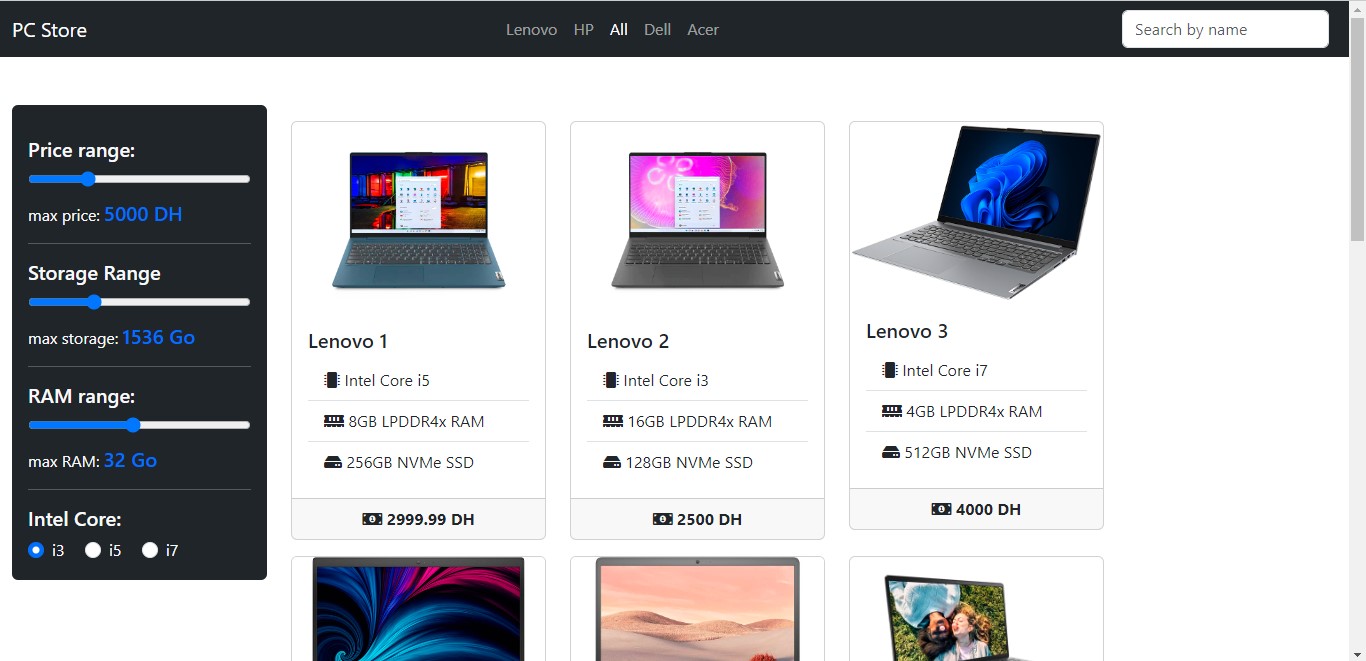 PC Store
Lenovo HP All Dell Acer
Search by name
Price range:
max price: 5000 DH
Storage Range
max storage: 1536 Go
RAM range:
max RAM: 32 Go
Intel Core:
i3 i5 i7
Lenovo 1
Intel Core i5
8GB LPDDR4x RAM
256GB NVMe SSD
2999.99 DH
Lenovo 2
Intel Core i3
16GB LPDDR4x RAM
128GB NVMe SSD
2500 DH
Lenovo 3
Intel Core i7
4GB LPDDR4x RAM
512GB NVMe SSD
4000 DH